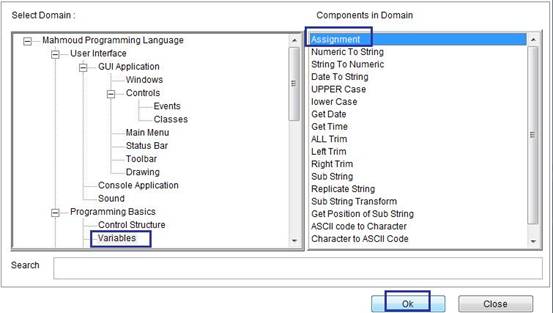 Select Domain :
Mahmoud Programming Language
User Interface
GUI Application
Windows
Controls
Events
Classes
Main Menu
Status Bar
Toolbar
Drawing
Console Application
Sound
Programming Basics
Control Structure
Variables
Components in Domain
Assignment
Numeric To String
String To Numeric
Date To String
UPPER Case
lower Case
Get Date
Get Time
ALL Trim
Left Trim
Right Trim
Sub String
Replicate String
Sub String Transform
Get Position of Sub String
ASCII code to Character
Character to ASCII Code
Search
Ok
Close